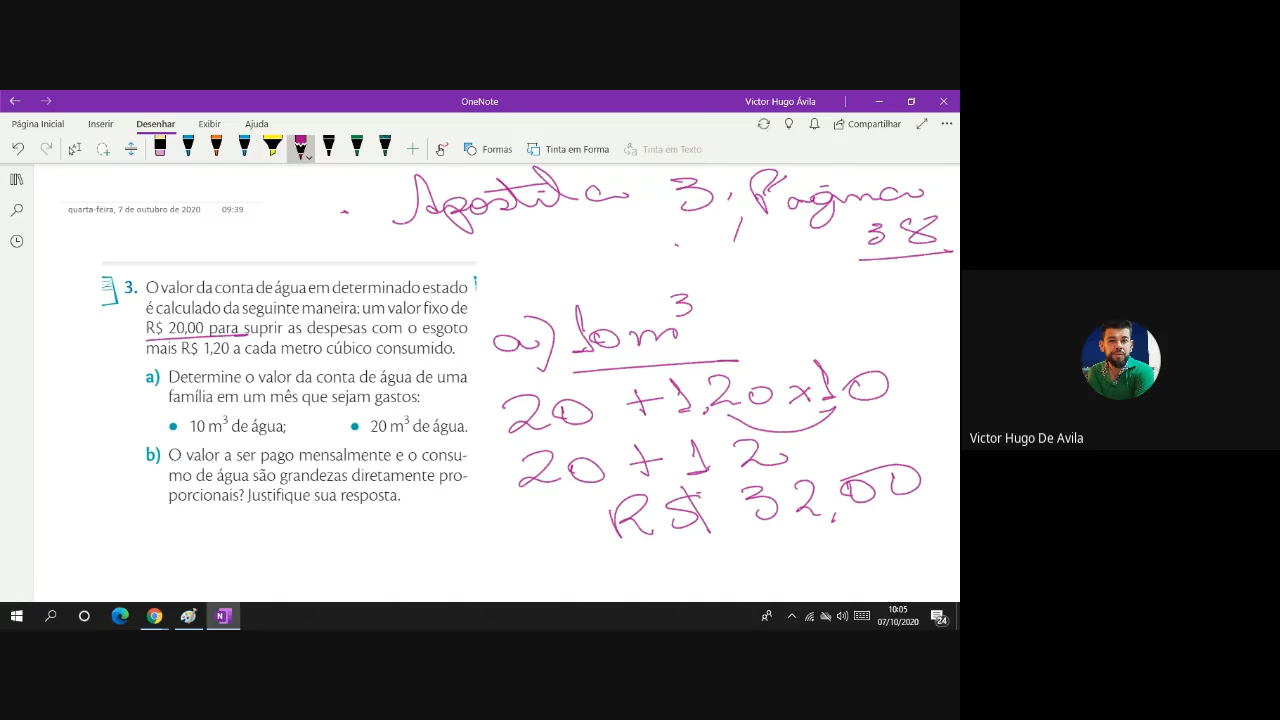 OneNote
Victor Hugo Ávila
Página Inicial Inserir Desenhar Exibir Ajuda
Compartilhar
Formas Tinta em Forma Tinta em Texto
Apostila 3, Página
38
quarta-feira, 7 de outubro de 2020 09:39
3. O valor da conta de água em determinado estado
é calculado da seguinte maneira: um valor fixo de
R$ 20,00 para suprir as despesas com o esgoto
mais R$ 1,20 a cada metro cúbico consumido.
a) Determine o valor da conta de água de uma
família em um mês que sejam gastos:
• 10 m³ de água; • 20 m³ de água.
b) O valor a ser pago mensalmente e o consu-
mo de água são grandezas diretamente pro-
porcionais? Justifique sua resposta.
a) 10m³
20 + 1,20 x 10
20 + 12
R$ 32,00
Victor Hugo De Avila
10:05
07/10/2020
24